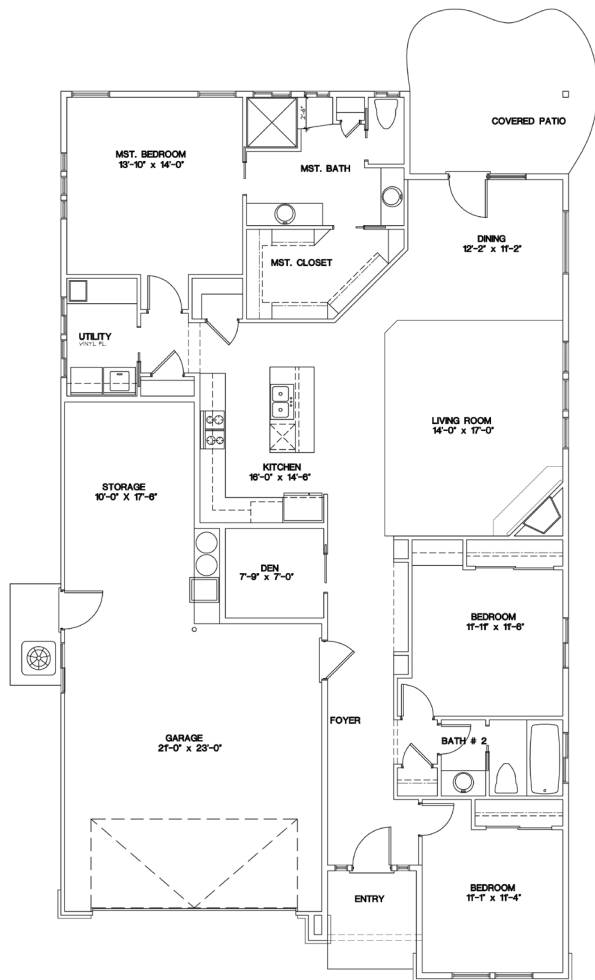 COVERED PATIO
MST. BEDROOM
13'-10" x 14'-0"
2'-6"
MST. BATH
DINING
12'-2" x 11'-2"
MST. CLOSET
UTILITY
VINYL FL.
LIVING ROOM
14'-0" x 17'-0"
KITCHEN
16'-0" x 14'-6"
STORAGE
10'-0" X 17'-6"
DEN
7'-9" x 7'-0"
BEDROOM
11'-11" x 11'-6"
FOYER
BATH # 2
GARAGE
21'-0" x 23'-0"
BEDROOM
11'-1" x 11'-4"
ENTRY